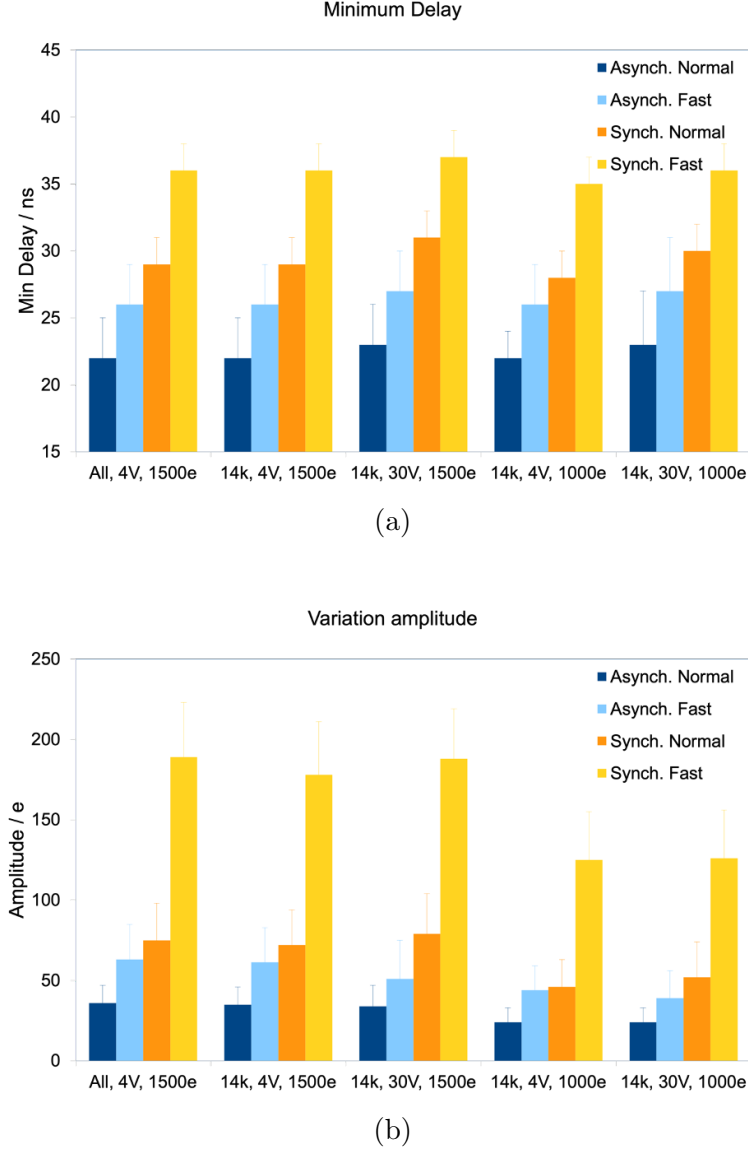 Minimum Delay
45
40
35
30
25
20
15
Min Delay / ns
Asynch. Normal
Asynch. Fast
Synch. Normal
Synch. Fast
All, 4V, 1500e
14k, 4V, 1500e
14k, 30V, 1500e
14k, 4V, 1000e
14k, 30V, 1000e
(a)
Variation amplitude
250
200
150
100
50
0
Amplitude / e
Asynch. Normal
Asynch. Fast
Synch. Normal
Synch. Fast
All, 4V, 1500e
14k, 4V, 1500e
14k, 30V, 1500e
14k, 4V, 1000e
14k, 30V, 1000e
(b)